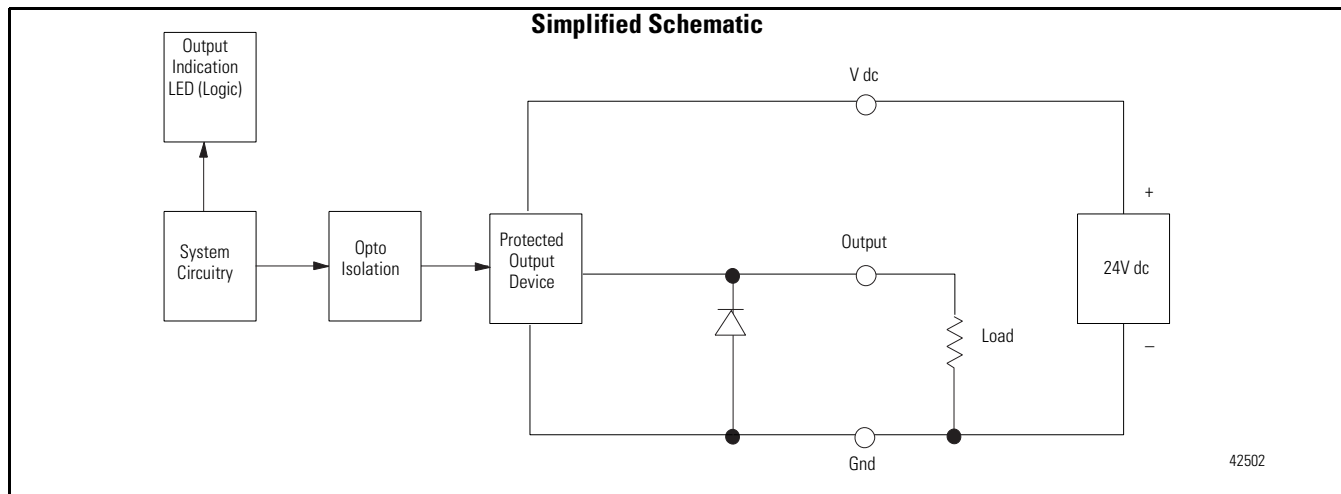 Simplified Schematic
Output
Indication
LED (Logic)
V dc
+
System
Circuitry
Opto
Isolation
Protected
Output
Device
Output
24V dc
Load
–
Gnd
42502